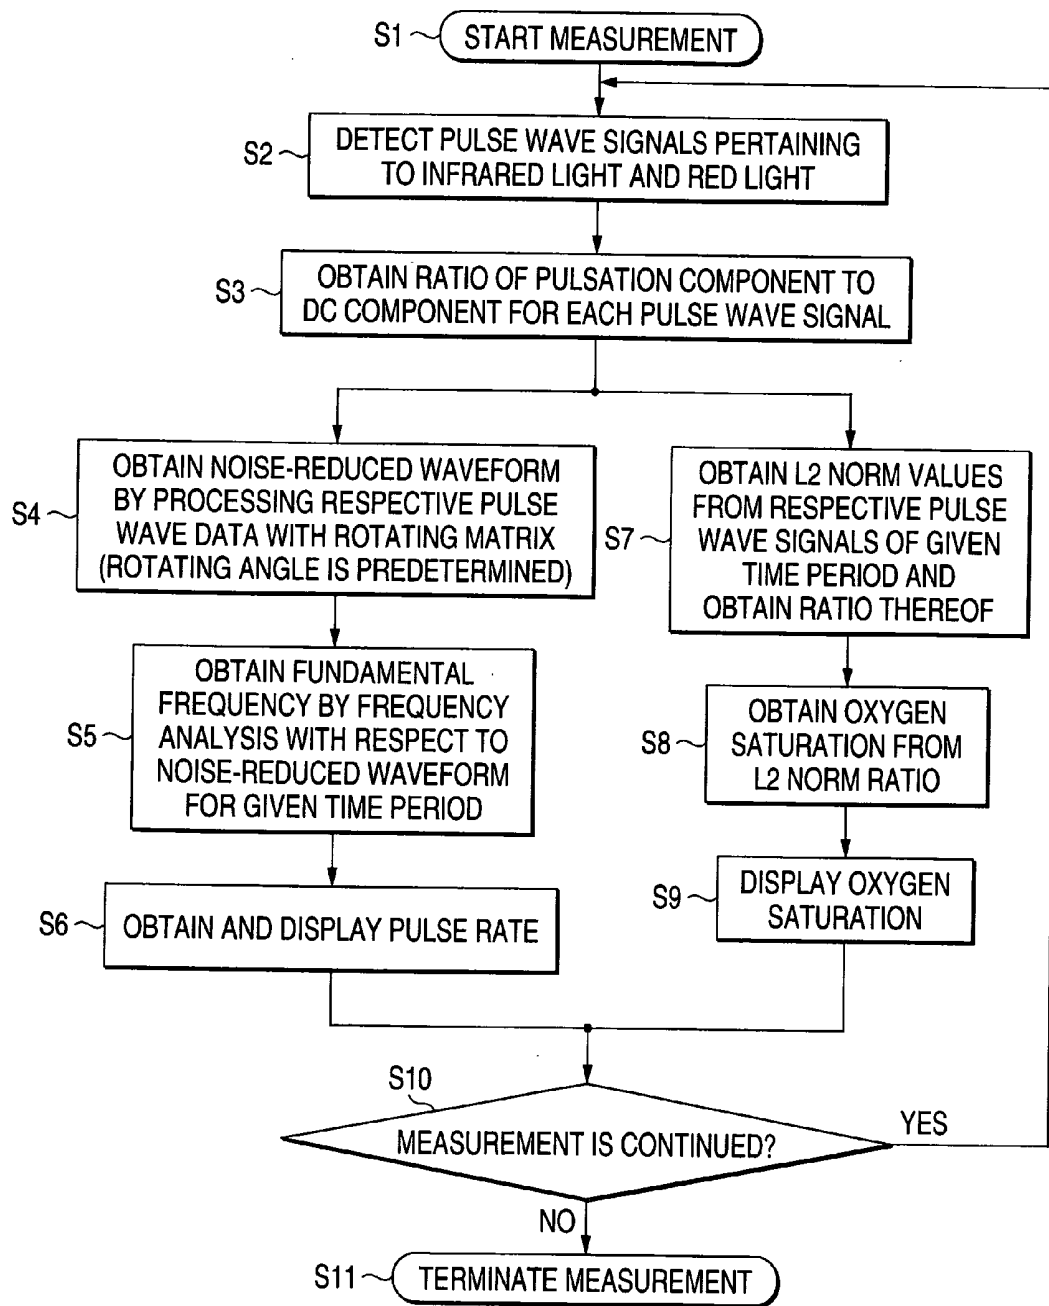 S1
START MEASUREMENT
S2
DETECT PULSE WAVE SIGNALS PERTAINING
TO INFRARED LIGHT AND RED LIGHT
S3
OBTAIN RATIO OF PULSATION COMPONENT TO
DC COMPONENT FOR EACH PULSE WAVE SIGNAL
S4
OBTAIN NOISE-REDUCED WAVEFORM
BY PROCESSING RESPECTIVE PULSE
WAVE DATA WITH ROTATING MATRIX
(ROTATING ANGLE IS PREDETERMINED)
S5
OBTAIN FUNDAMENTAL
FREQUENCY BY FREQUENCY
ANALYSIS WITH RESPECT TO
NOISE-REDUCED WAVEFORM
FOR GIVEN TIME PERIOD
S6
OBTAIN AND DISPLAY PULSE RATE
S7
OBTAIN L2 NORM VALUES
FROM RESPECTIVE PULSE
WAVE SIGNALS OF GIVEN
TIME PERIOD AND
OBTAIN RATIO THEREOF
S8
OBTAIN OXYGEN
SATURATION FROM
L2 NORM RATIO
S9
DISPLAY OXYGEN
SATURATION
S10
MEASUREMENT IS CONTINUED?
YES
NO
S11
TERMINATE MEASUREMENT